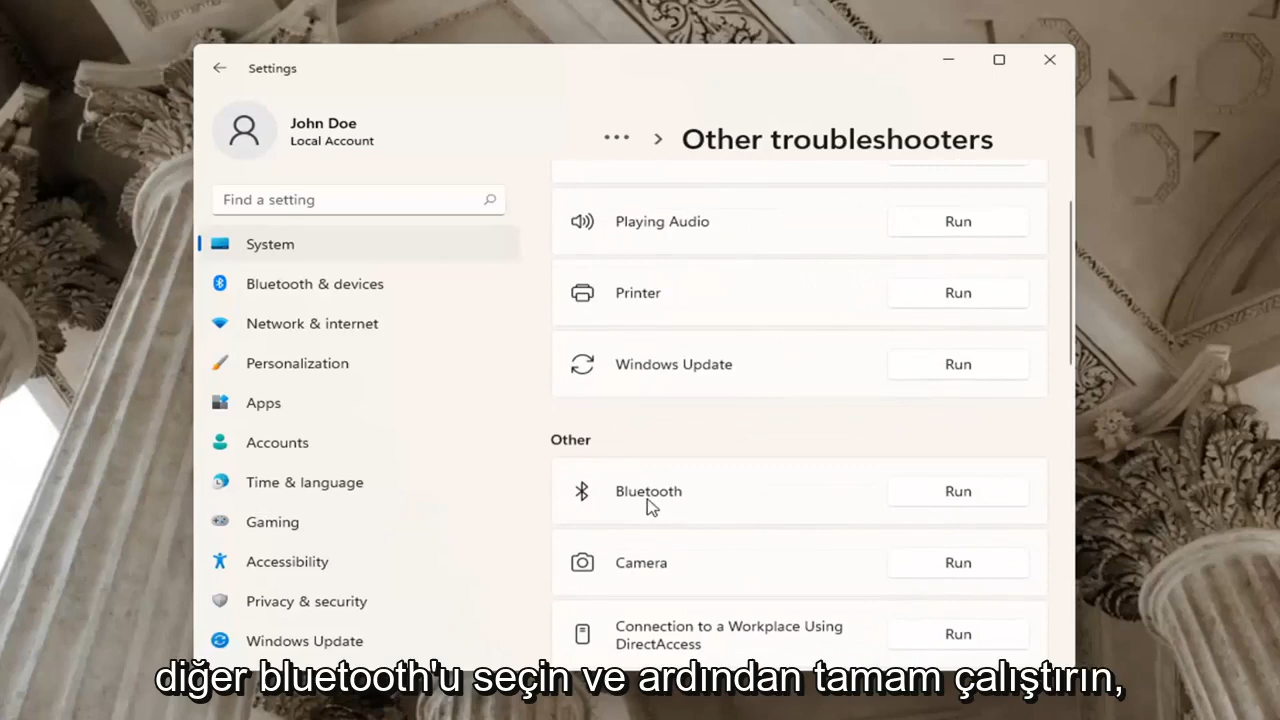 Settings
John Doe
Local Account
Find a setting
System
Bluetooth & devices
Network & internet
Personalization
Apps
Accounts
Time & language
Gaming
Accessibility
Privacy & security
Windows Update
... > Other troubleshooters
Playing Audio Run
Printer Run
Windows Update Run
Other
Bluetooth Run
Camera Run
Connection to a Workplace Using
DirectAccess Run
diğer bluetooth'u seçin ve ardından tamam çalıştırın,